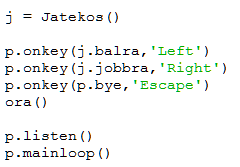 j = Jatekos()
p.onkey(j.balra,'Left')
p.onkey(j.jobbra,'Right')
p.onkey(p.bye,'Escape')
ora()
p.listen()
p.mainloop()